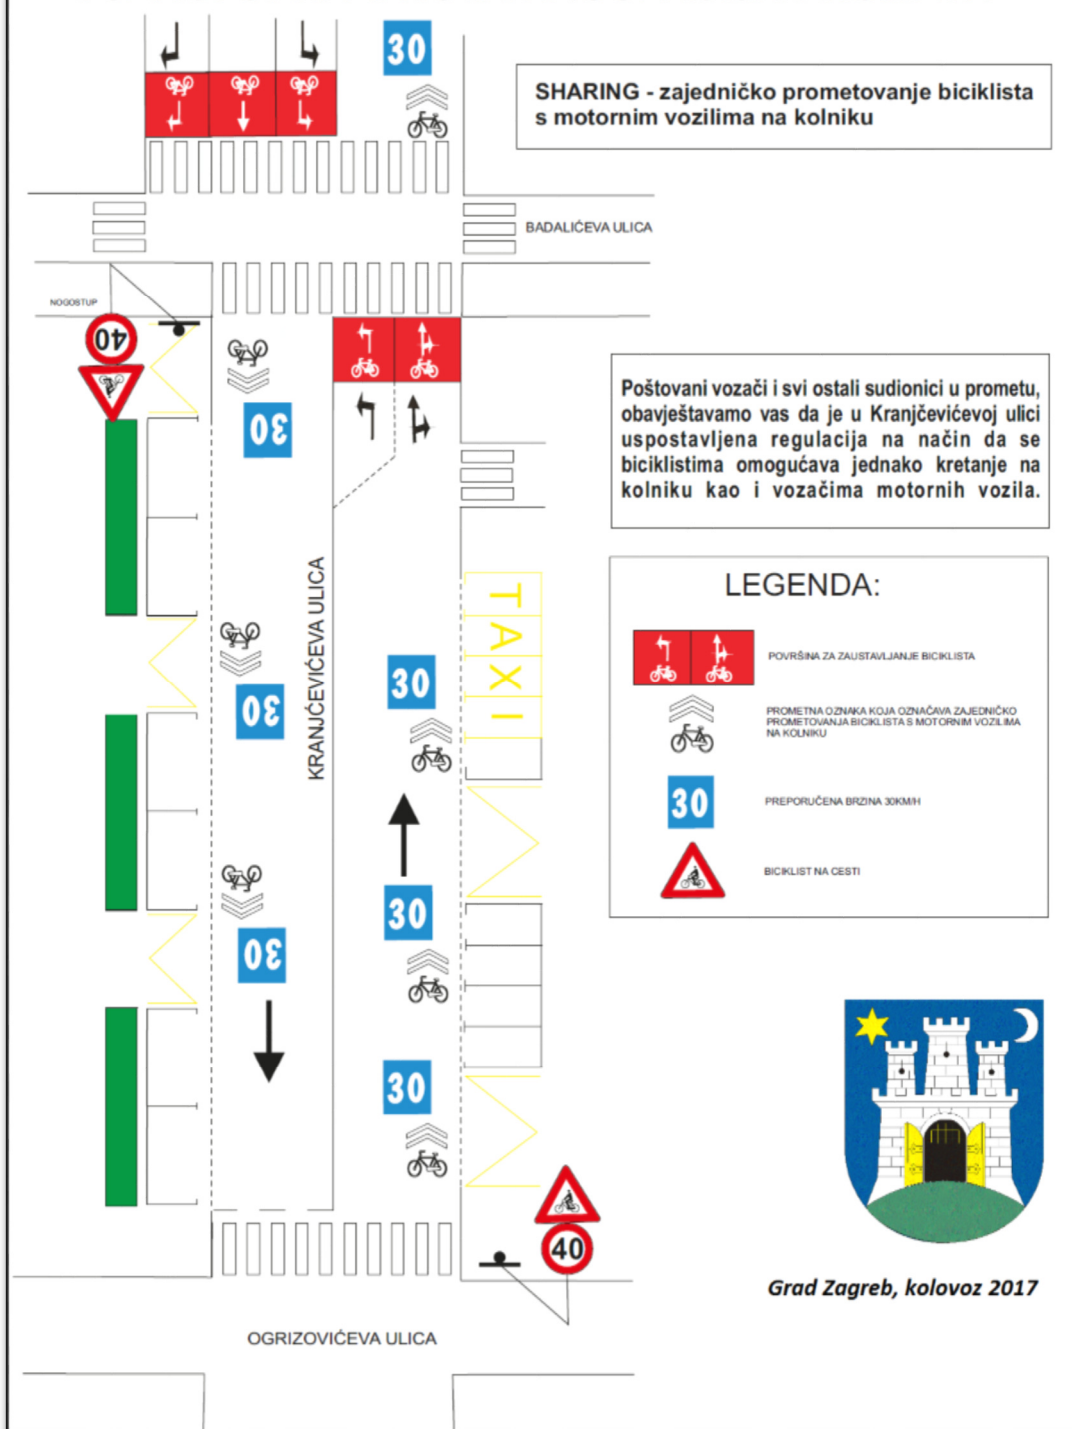 30
SHARING - zajedničko prometovanje biciklista
s motornim vozilima na kolniku
BADALIĆEVA ULICA
NOGOSTUP
40
30
Poštovani vozači i svi ostali sudionici u prometu,
obavještavamo vas da je u Kranjčevićevoj ulici
uspostavljena regulacija na način da se
biciklistima omogućava jednako kretanje na
kolniku kao i vozačima motornih vozila.
KRANJČEVIĆEVA ULICA
TAXI
30
30
30
30
30
LEGENDA:
POVRŠINA ZA ZAUSTAVLJANJE BICIKLISTA
PROMETNA OZNAKA KOJA OZNAČAVA ZAJEDNIČKO
PROMETOVANJA BICIKLISTA S MOTORNIM VOZILIMA
NA KOLNIKU
30
PREPORUČENA BRZINA 30KM/H
BICIKLIST NA CESTI
40
Grad Zagreb, kolovoz 2017
OGRIZOVIĆEVA ULICA